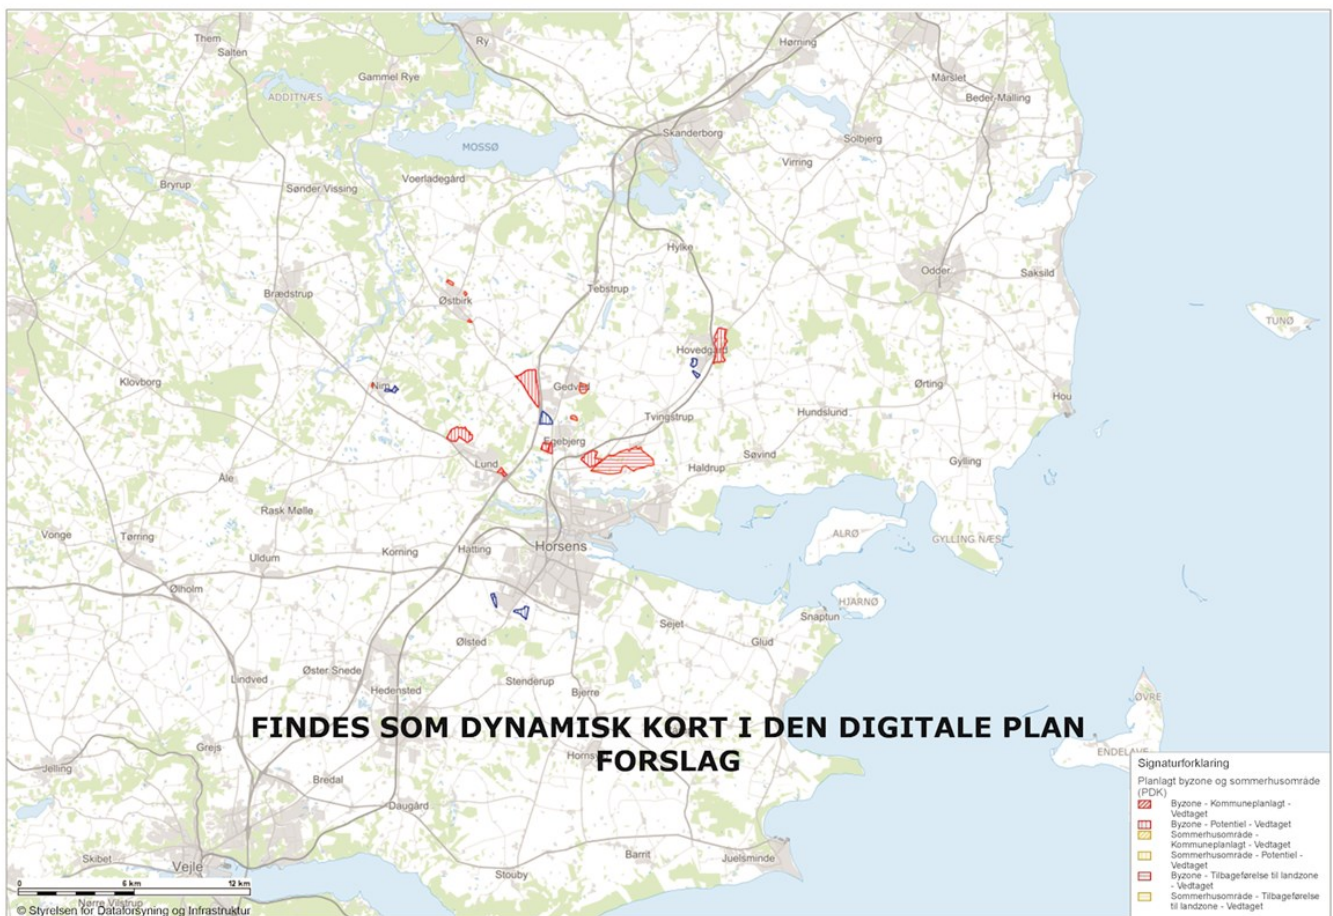 Them
Salten
Ry
Hørning
Gammel Rye
Mårslet
ADDITNÆS
Beder-Malling
Skanderborg
Solbjerg
MOSSØ
Virring
Voerladegård
Bryrup
Sønder Vissing
Hylke
Odder
Saksild
Tebstrup
Brædstrup
Østbirk
TUNØ
Hovedgård
Klovborg
Nim
Gedved
Ørting
Hou
Tvingstrup
Hundslund
Egebjerg
Lund
Søvind
Gylling
Haldrup
Åle
Rask Mølle
Vonge
Tørring
ALRØ
GYLLING NÆS
Uldum
Korning
Hatting
Horsens
Ølholm
HJARNØ
Snaptun
Sejet
Glud
Ølsted
Øster Snede
Lindved
Stenderup
Hedensted
Bjerre
ØVRE
FINDES SOM DYNAMISK KORT I DEN DIGITALE PLAN
FORSLAG
Grejs
ENDELAVE
Jelling
Bredal
Daugård
Skibet
Vejle
Barrit
Juelsminde
Stouby
Nørre Vilstrup
0 6 km 12 km
© Styrelsen for Dataforsyning og Infrastruktur
Signaturforklaring
Planlagt byzone og sommerhusområde
(PDK)
Byzone - Kommuneplanlagt -
Vedtaget
Byzone - Potentiel - Vedtaget
Sommerhusområde -
Kommuneplanlagt - Vedtaget
Sommerhusområde - Potentiel -
Vedtaget
Byzone - Tilbageførelse til landzone
- Vedtaget
Sommerhusområde - Tilbageførelse
til landzone - Vedtaget